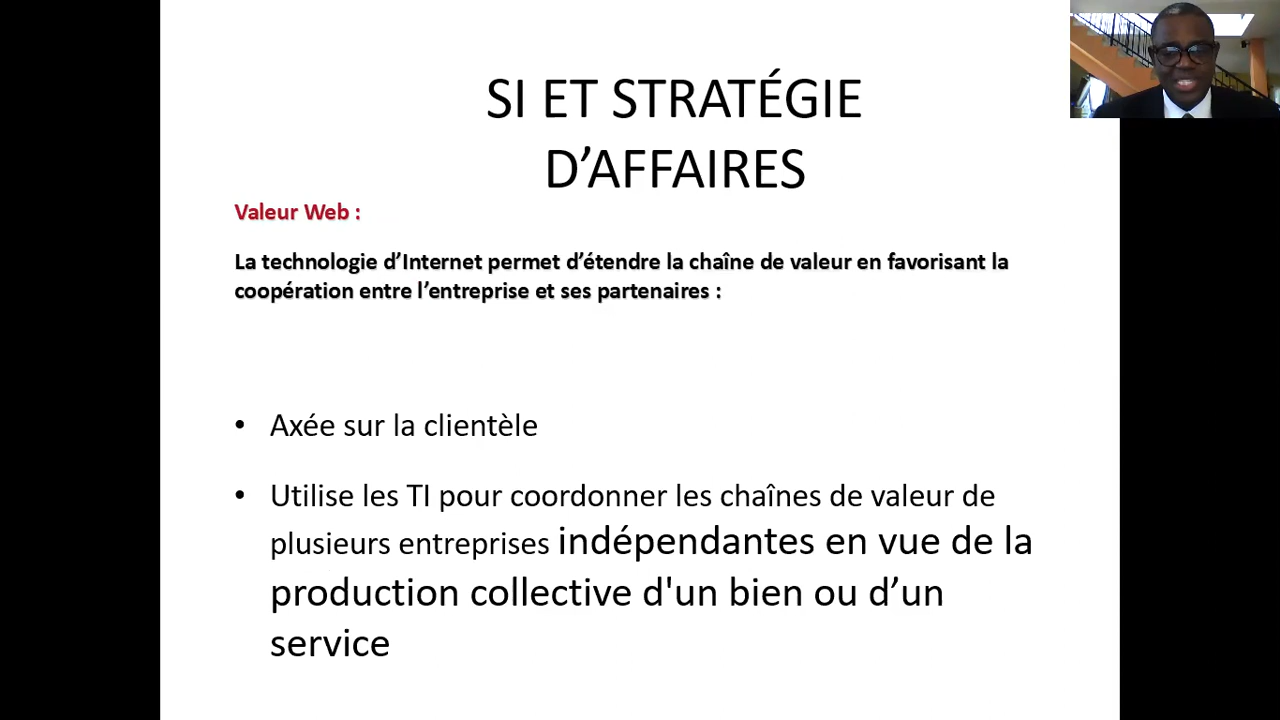 SI ET STRATÉGIE
D’AFFAIRES
Valeur Web :
La technologie d’Internet permet d’étendre la chaîne de valeur en favorisant la
coopération entre l’entreprise et ses partenaires :
• Axée sur la clientèle
• Utilise les TI pour coordonner les chaînes de valeur de
plusieurs entreprises indépendantes en vue de la
production collective d'un bien ou d’un
service